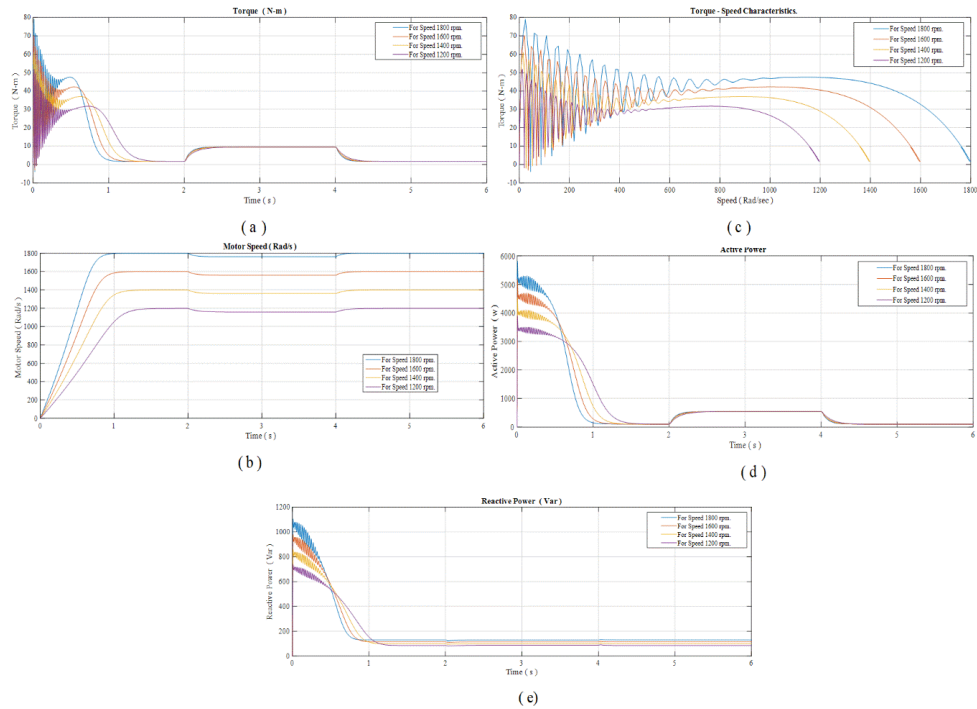 Torque ( N-m )
80
70
60
50
40
30
20
10
0
-10
Torque ( N-m )
For Speed 1800 rpm.
For Speed 1600 rpm.
For Speed 1400 rpm.
For Speed 1200 rpm.
0 1 2 3 4 5 6
Time ( s )
( a )
Torque - Speed Characteristics.
80
70
60
50
40
30
20
10
0
-10
Torque ( N-m )
For Speed 1800 rpm.
For Speed 1600 rpm.
For Speed 1400 rpm.
For Speed 1200 rpm.
0 200 400 600 800 1000 1200 1400 1600 1800
Speed ( Rad/sec )
( c )
Motor Speed ( Rad/s )
1800
1600
1400
1200
1000
800
600
400
200
0
Motor Speed ( Rad/s )
For Speed 1800 rpm.
For Speed 1600 rpm.
For Speed 1400 rpm.
For Speed 1200 rpm.
0 1 2 3 4 5 6
Time ( s )
( b )
Active Power
6000
5000
4000
3000
2000
1000
0
Active Power ( w )
For Speed 1800 rpm.
For Speed 1600 rpm.
For Speed 1400 rpm.
For Speed 1200 rpm.
0 1 2 3 4 5 6
Time ( s )
( d )
Reactive Power ( Var )
1200
1000
800
600
400
200
0
Reactive Power ( Var )
For Speed 1800 rpm.
For Speed 1600 rpm.
For Speed 1400 rpm.
For Speed 1200 rpm.
0 1 2 3 4 5 6
Time ( s )
( e )